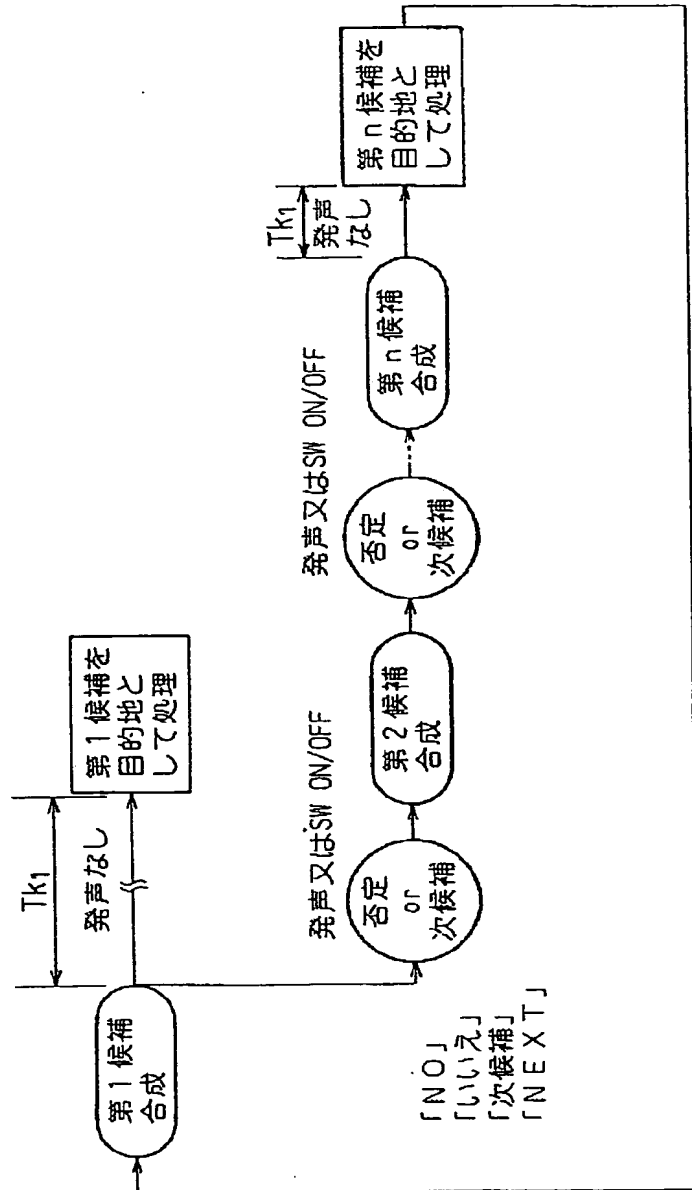 第1候補
合成
Tk1
発声なし
第1候補を
目的地と
して処理
「NO」
「いいえ」
「次候補」
「NEXT」
発声又はSW ON/OFF
否定
or
次候補
第2候補
合成
発声又はSW ON/OFF
否定
or
次候補
第n候補
合成
Tk1
発声
なし
第n候補を
目的地と
して処理